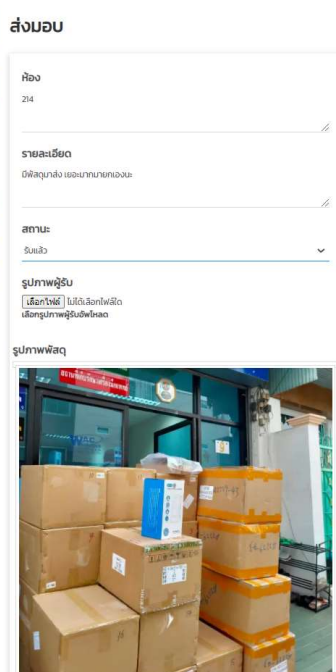 ส่งมอบ
ห้อง
214
รายละเอียด
มีพัสดุมาส่ง เยอะมากมายกเองนะ
สถานะ
รับแล้ว
รูปภาพผู้รับ
เลือกไฟล์ ไม่ได้เลือกไฟล์ใด
เลือกรูปภาพผู้รับอัพโหลด
รูปภาพพัสดุ